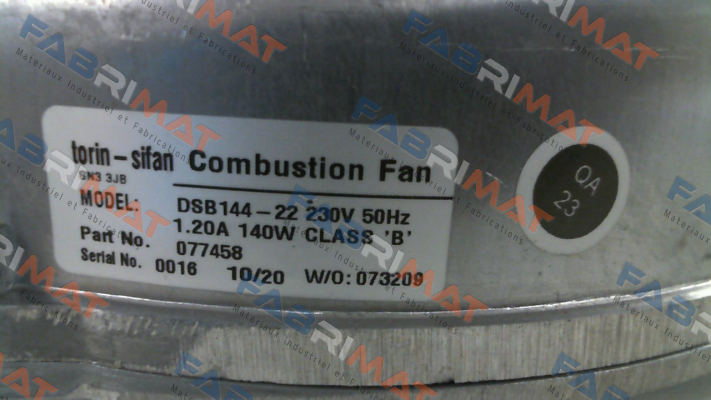 torin-sifan Combustion Fan
SN3 3JB
MODEL: DSB144-22 230V 50Hz
1.20A 140W CLASS 'B'
Part No. 077458
Serial No. 0016 10/20 W/O: 073209
QA
23
FABRIMAT
Materiaux Industriel et Fabrications